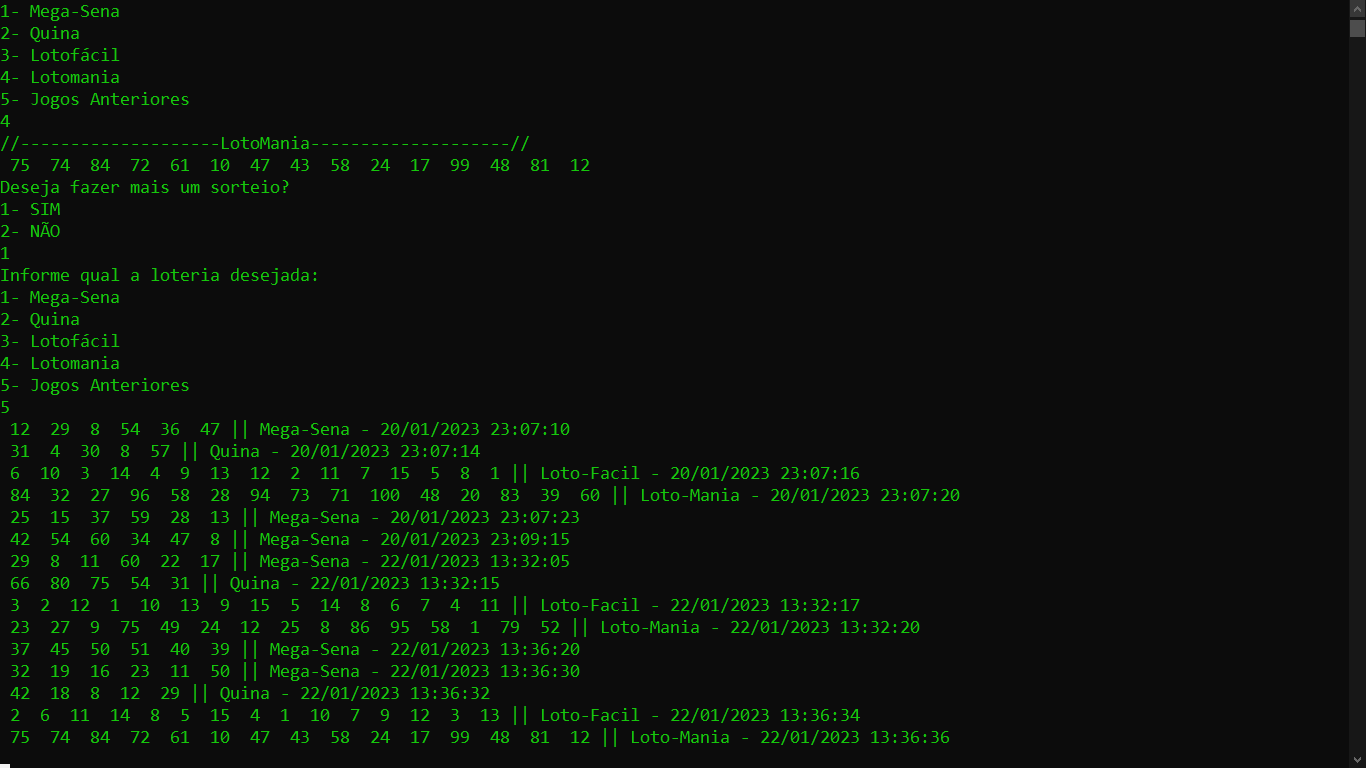 1- Mega-Sena
2- Quina
3- Lotofácil
4- Lotomania
5- Jogos Anteriores
4
//--------------------LotoMania--------------------//
75 74 84 72 61 10 47 43 58 24 17 99 48 81 12
Deseja fazer mais um sorteio?
1- SIM
2- NÃO
1
Informe qual a loteria desejada:
1- Mega-Sena
2- Quina
3- Lotofácil
4- Lotomania
5- Jogos Anteriores
5
12 29 8 54 36 47 || Mega-Sena - 20/01/2023 23:07:10
31 4 30 8 57 || Quina - 20/01/2023 23:07:14
6 10 3 14 4 9 13 12 2 11 7 15 5 8 1 || Loto-Facil - 20/01/2023 23:07:16
84 32 27 96 58 28 94 73 71 100 48 20 83 39 60 || Loto-Mania - 20/01/2023 23:07:20
25 15 37 59 28 13 || Mega-Sena - 20/01/2023 23:07:23
42 54 60 34 47 8 || Mega-Sena - 20/01/2023 23:09:15
29 8 11 60 22 17 || Mega-Sena - 22/01/2023 13:32:05
66 80 75 54 31 || Quina - 22/01/2023 13:32:15
3 2 12 1 10 13 9 15 5 14 8 6 7 4 11 || Loto-Facil - 22/01/2023 13:32:17
23 27 9 75 49 24 12 25 8 86 95 58 1 79 52 || Loto-Mania - 22/01/2023 13:32:20
37 45 50 51 40 39 || Mega-Sena - 22/01/2023 13:36:20
32 19 16 23 11 50 || Mega-Sena - 22/01/2023 13:36:30
42 18 8 12 29 || Quina - 22/01/2023 13:36:32
2 6 11 14 8 5 15 4 1 10 7 9 12 3 13 || Loto-Facil - 22/01/2023 13:36:34
75 74 84 72 61 10 47 43 58 24 17 99 48 81 12 || Loto-Mania - 22/01/2023 13:36:36